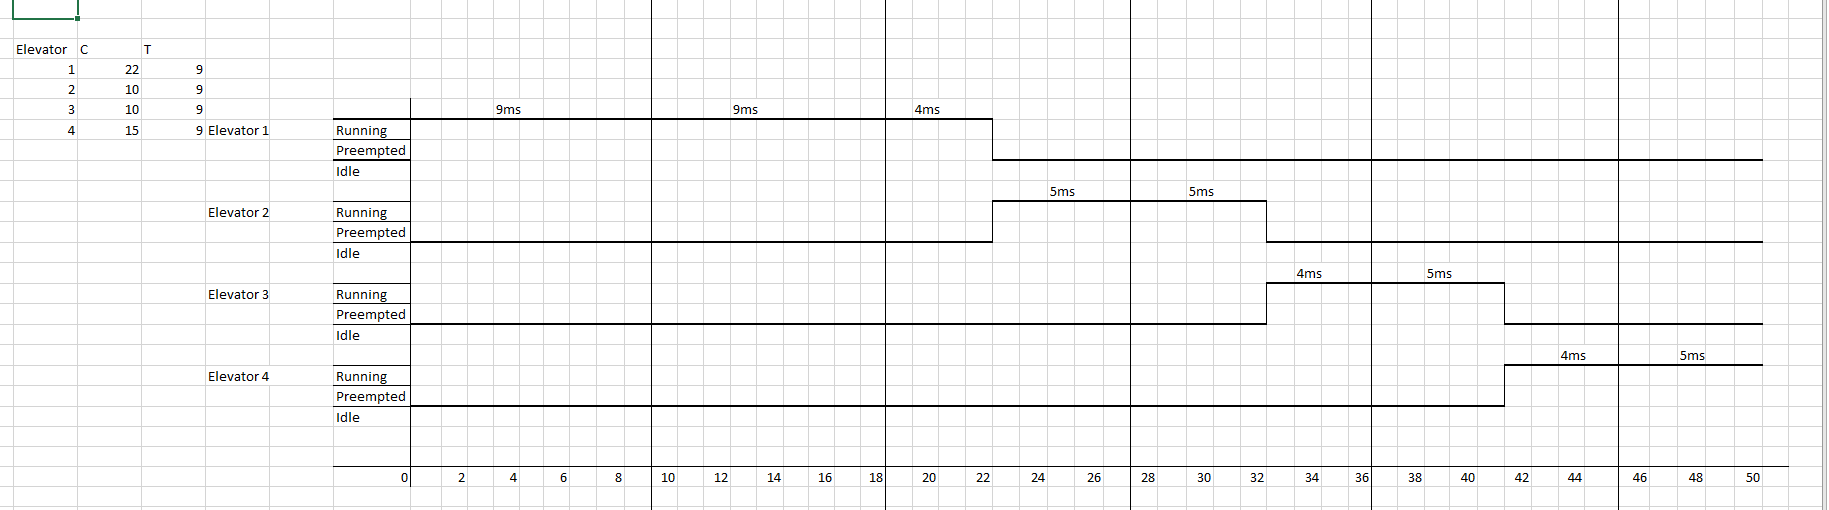 Elevator C T
1 22 9
2 10 9
3 10 9 9ms 9ms 4ms
4 15 9 Elevator 1 Running
Preempted
Idle
5ms 5ms
Elevator 2 Running
Preempted
Idle
4ms 5ms
Elevator 3 Running
Preempted
Idle
4ms 5ms
Elevator 4 Running
Preempted
Idle
0 2 4 6 8 10 12 14 16 18 20 22 24 26 28 30 32 34 36 38 40 42 44 46 48 50